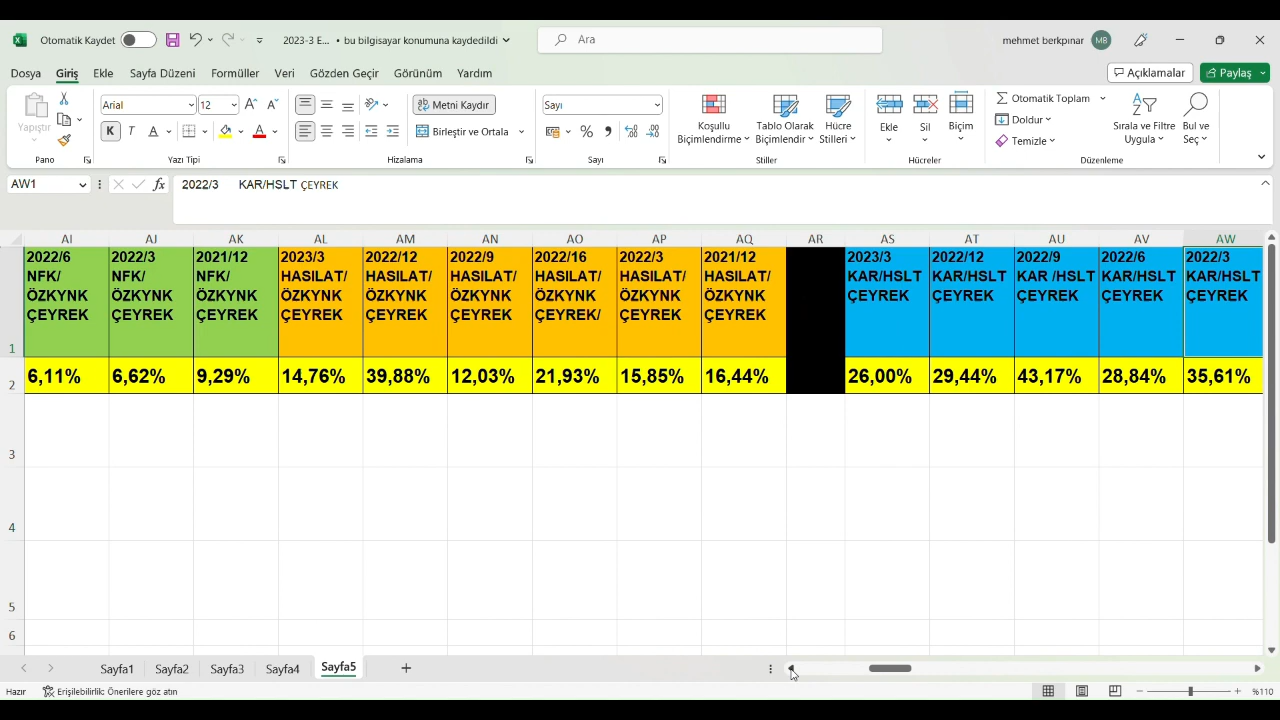 Otomatik Kaydet
2023-3 E... • bu bilgisayar konumuna kaydedildi
Ara
mehmet berkpınar
MB
Dosya Giriş Ekle Sayfa Düzeni Formüller Veri Gözden Geçir Görünüm Yardım
Açıklamalar
Paylaş
Yapıştır
Pano
Arial 12
K T A A
Yazı Tipi
Metni Kaydır
Birleştir ve Ortala
Hizalama
Sayı
Sayı
Koşullu Biçimlendirme
Tablo Olarak Biçimlendir
Hücre Stilleri
Stiller
Ekle
Sil
Biçim
Hücreler
Otomatik Toplam
Doldur
Temizle
Sırala ve Filtre Uygula
Bul ve Seç
Düzenleme
AW1 fx 2022/3 KAR/HSLT ÇEYREK
AI AJ AK AL AM AN AO AP AQ AR AS AT AU AV AW
1
2022/6 NFK/ ÖZKYNK ÇEYREK
2022/3 NFK/ ÖZKYNK ÇEYREK
2021/12 NFK/ ÖZKYNK ÇEYREK
2023/3 HASILAT/ ÖZKYNK ÇEYREK
2022/12 HASILAT/ ÖZKYNK ÇEYREK
2022/9 HASILAT/ ÖZKYNK ÇEYREK
2022/16 HASILAT/ ÖZKYNK ÇEYREK/
2022/3 HASILAT/ ÖZKYNK ÇEYREK
2021/12 HASILAT/ ÖZKYNK ÇEYREK
2023/3 KAR/HSLT ÇEYREK
2022/12 KAR/HSLT ÇEYREK
2022/9 KAR /HSLT ÇEYREK
2022/6 KAR/HSLT ÇEYREK
2022/3 KAR/HSLT ÇEYREK
2 6,11% 6,62% 9,29% 14,76% 39,88% 12,03% 21,93% 15,85% 16,44% 26,00% 29,44% 43,17% 28,84% 35,61%
3
4
5
6
Sayfa1 Sayfa2 Sayfa3 Sayfa4 Sayfa5
Hazır Erişilebilirlik: Önerilere göz atın
%110